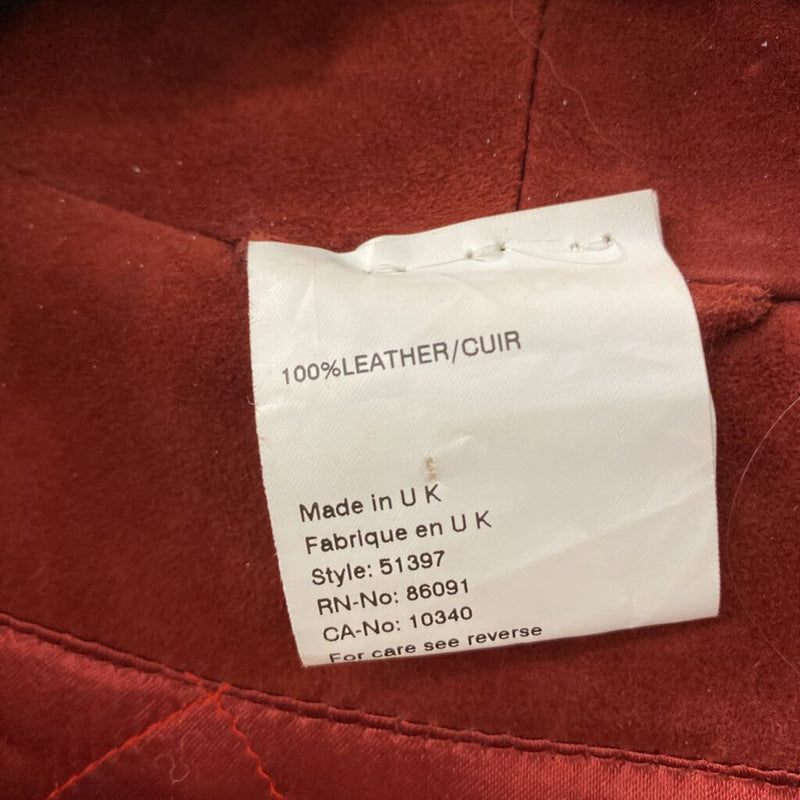 100%LEATHER/CUIR
Made in U K
Fabrique en U K
Style: 51397
RN-No: 86091
CA-No: 10340
For care see reverse